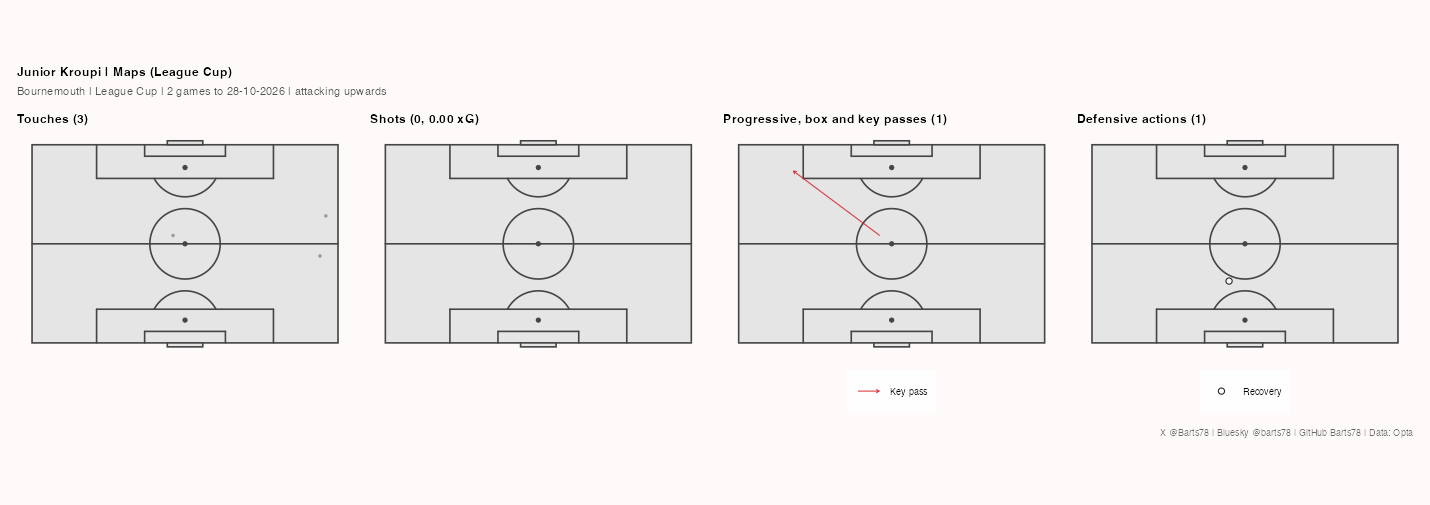 Junior Kroupi | Maps (League Cup)
Bournemouth | League Cup | 2 games to 28-10-2026 | attacking upwards
Touches (3)
Shots (0, 0.00 xG)
Progressive, box and key passes (1)
Defensive actions (1)
Key pass
Recovery
X @Barts78 | Bluesky @barts78 | GitHub Barts78 | Data: Opta